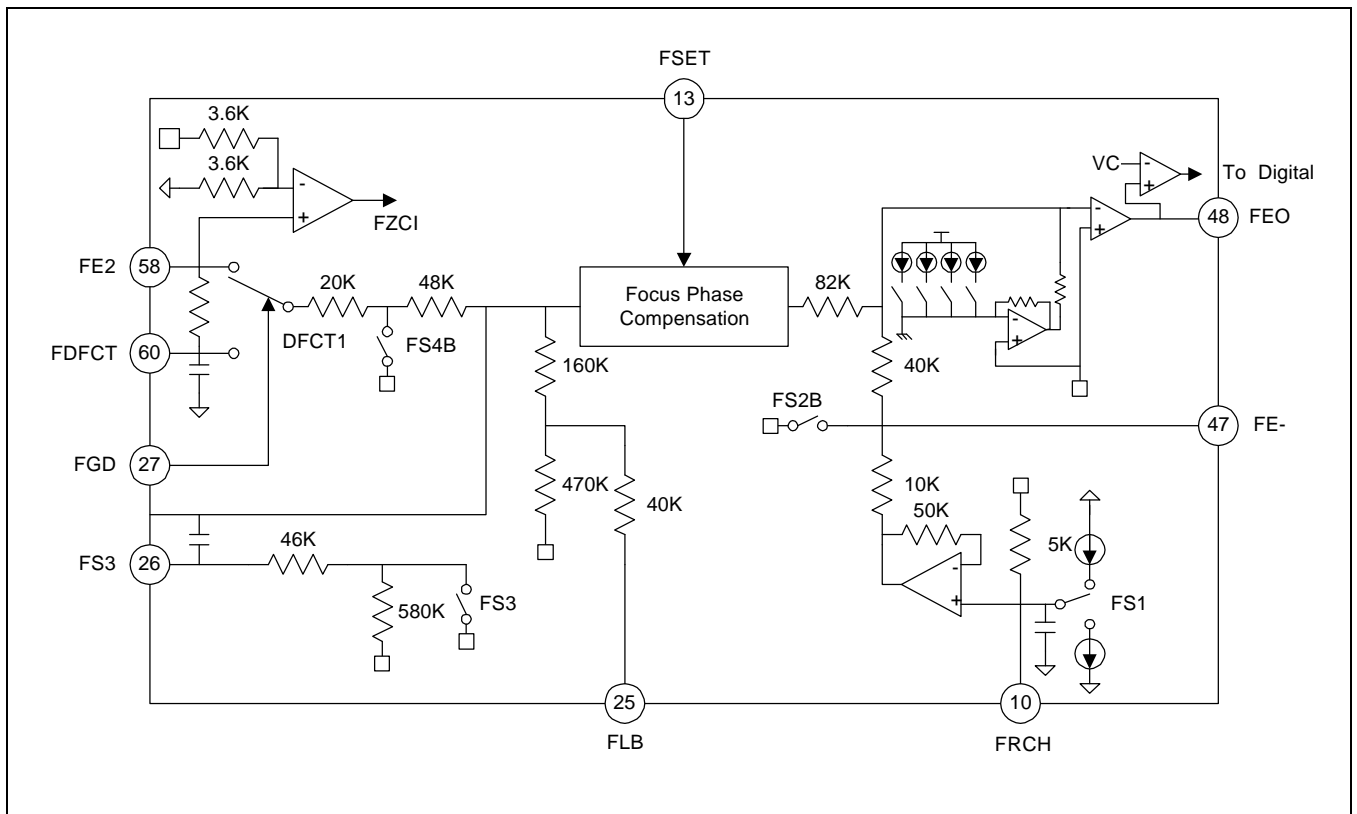 FSET
13
3.6K
3.6K
-
+
FZCI
VC
-
+
To Digital
-
+
48
FEO
FE2
58
20K
48K
Focus Phase
Compensation
82K
DFCT1
FS4B
-
+
FDFCT
60
160K
40K
FS2B
47
FE-
FGD
27
470K
40K
10K
50K
5K
-
+
FS1
FS3
26
46K
580K
FS3
25
FLB
10
FRCH